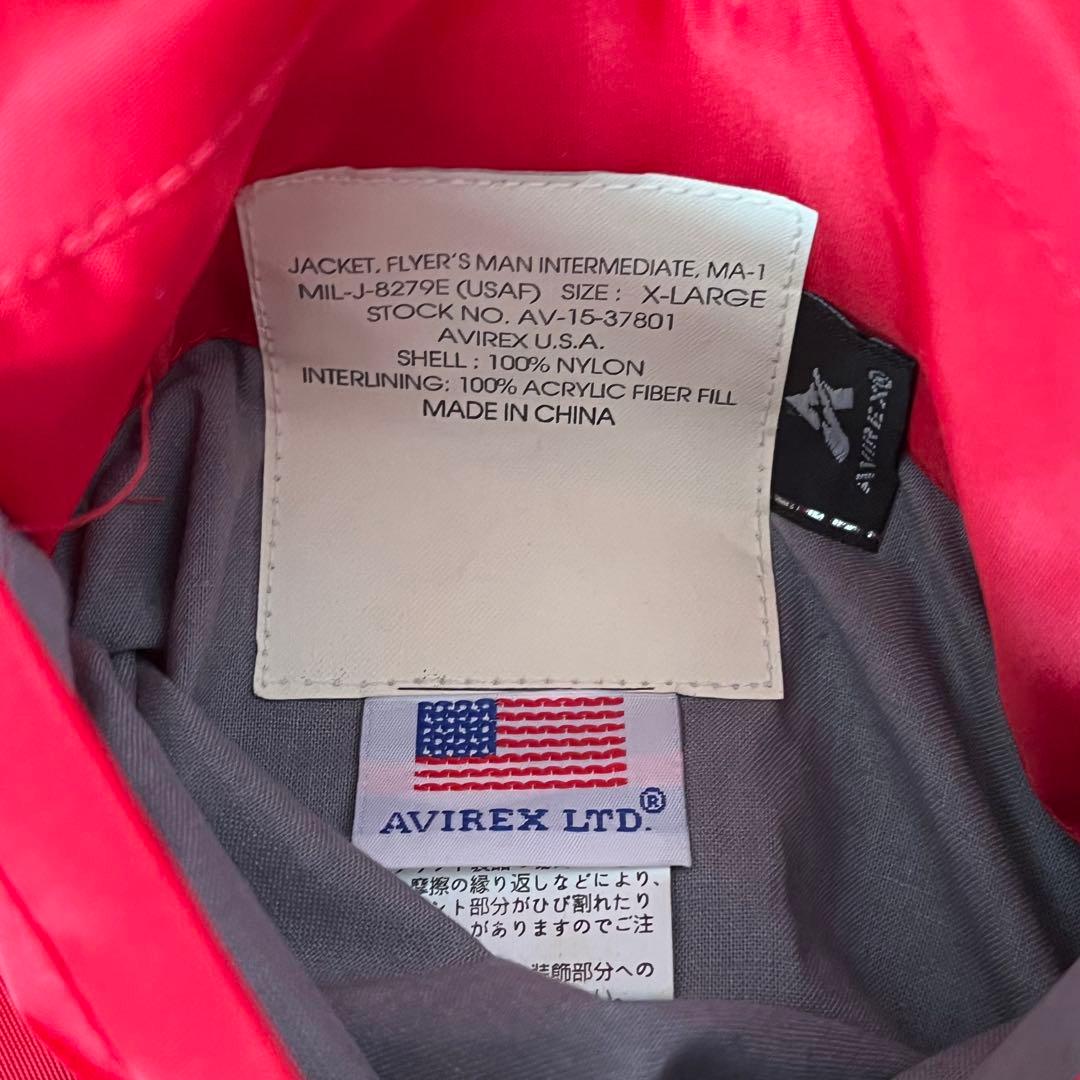 JACKET, FLYER'S MAN INTERMEDIATE, MA-1
MIL-J-8279E (USAF) SIZE : X-LARGE
STOCK NO. AV-15-37801
AVIREX U.S.A.
SHELL : 100% NYLON
INTERLINING: 100% ACRYLIC FIBER FILL
MADE IN CHINA
AVIREX
AVIREX LTD.®
摩擦の縁り返しなどにより、
ント部分がひび割れたり
がありますのでご注
装飾部分への